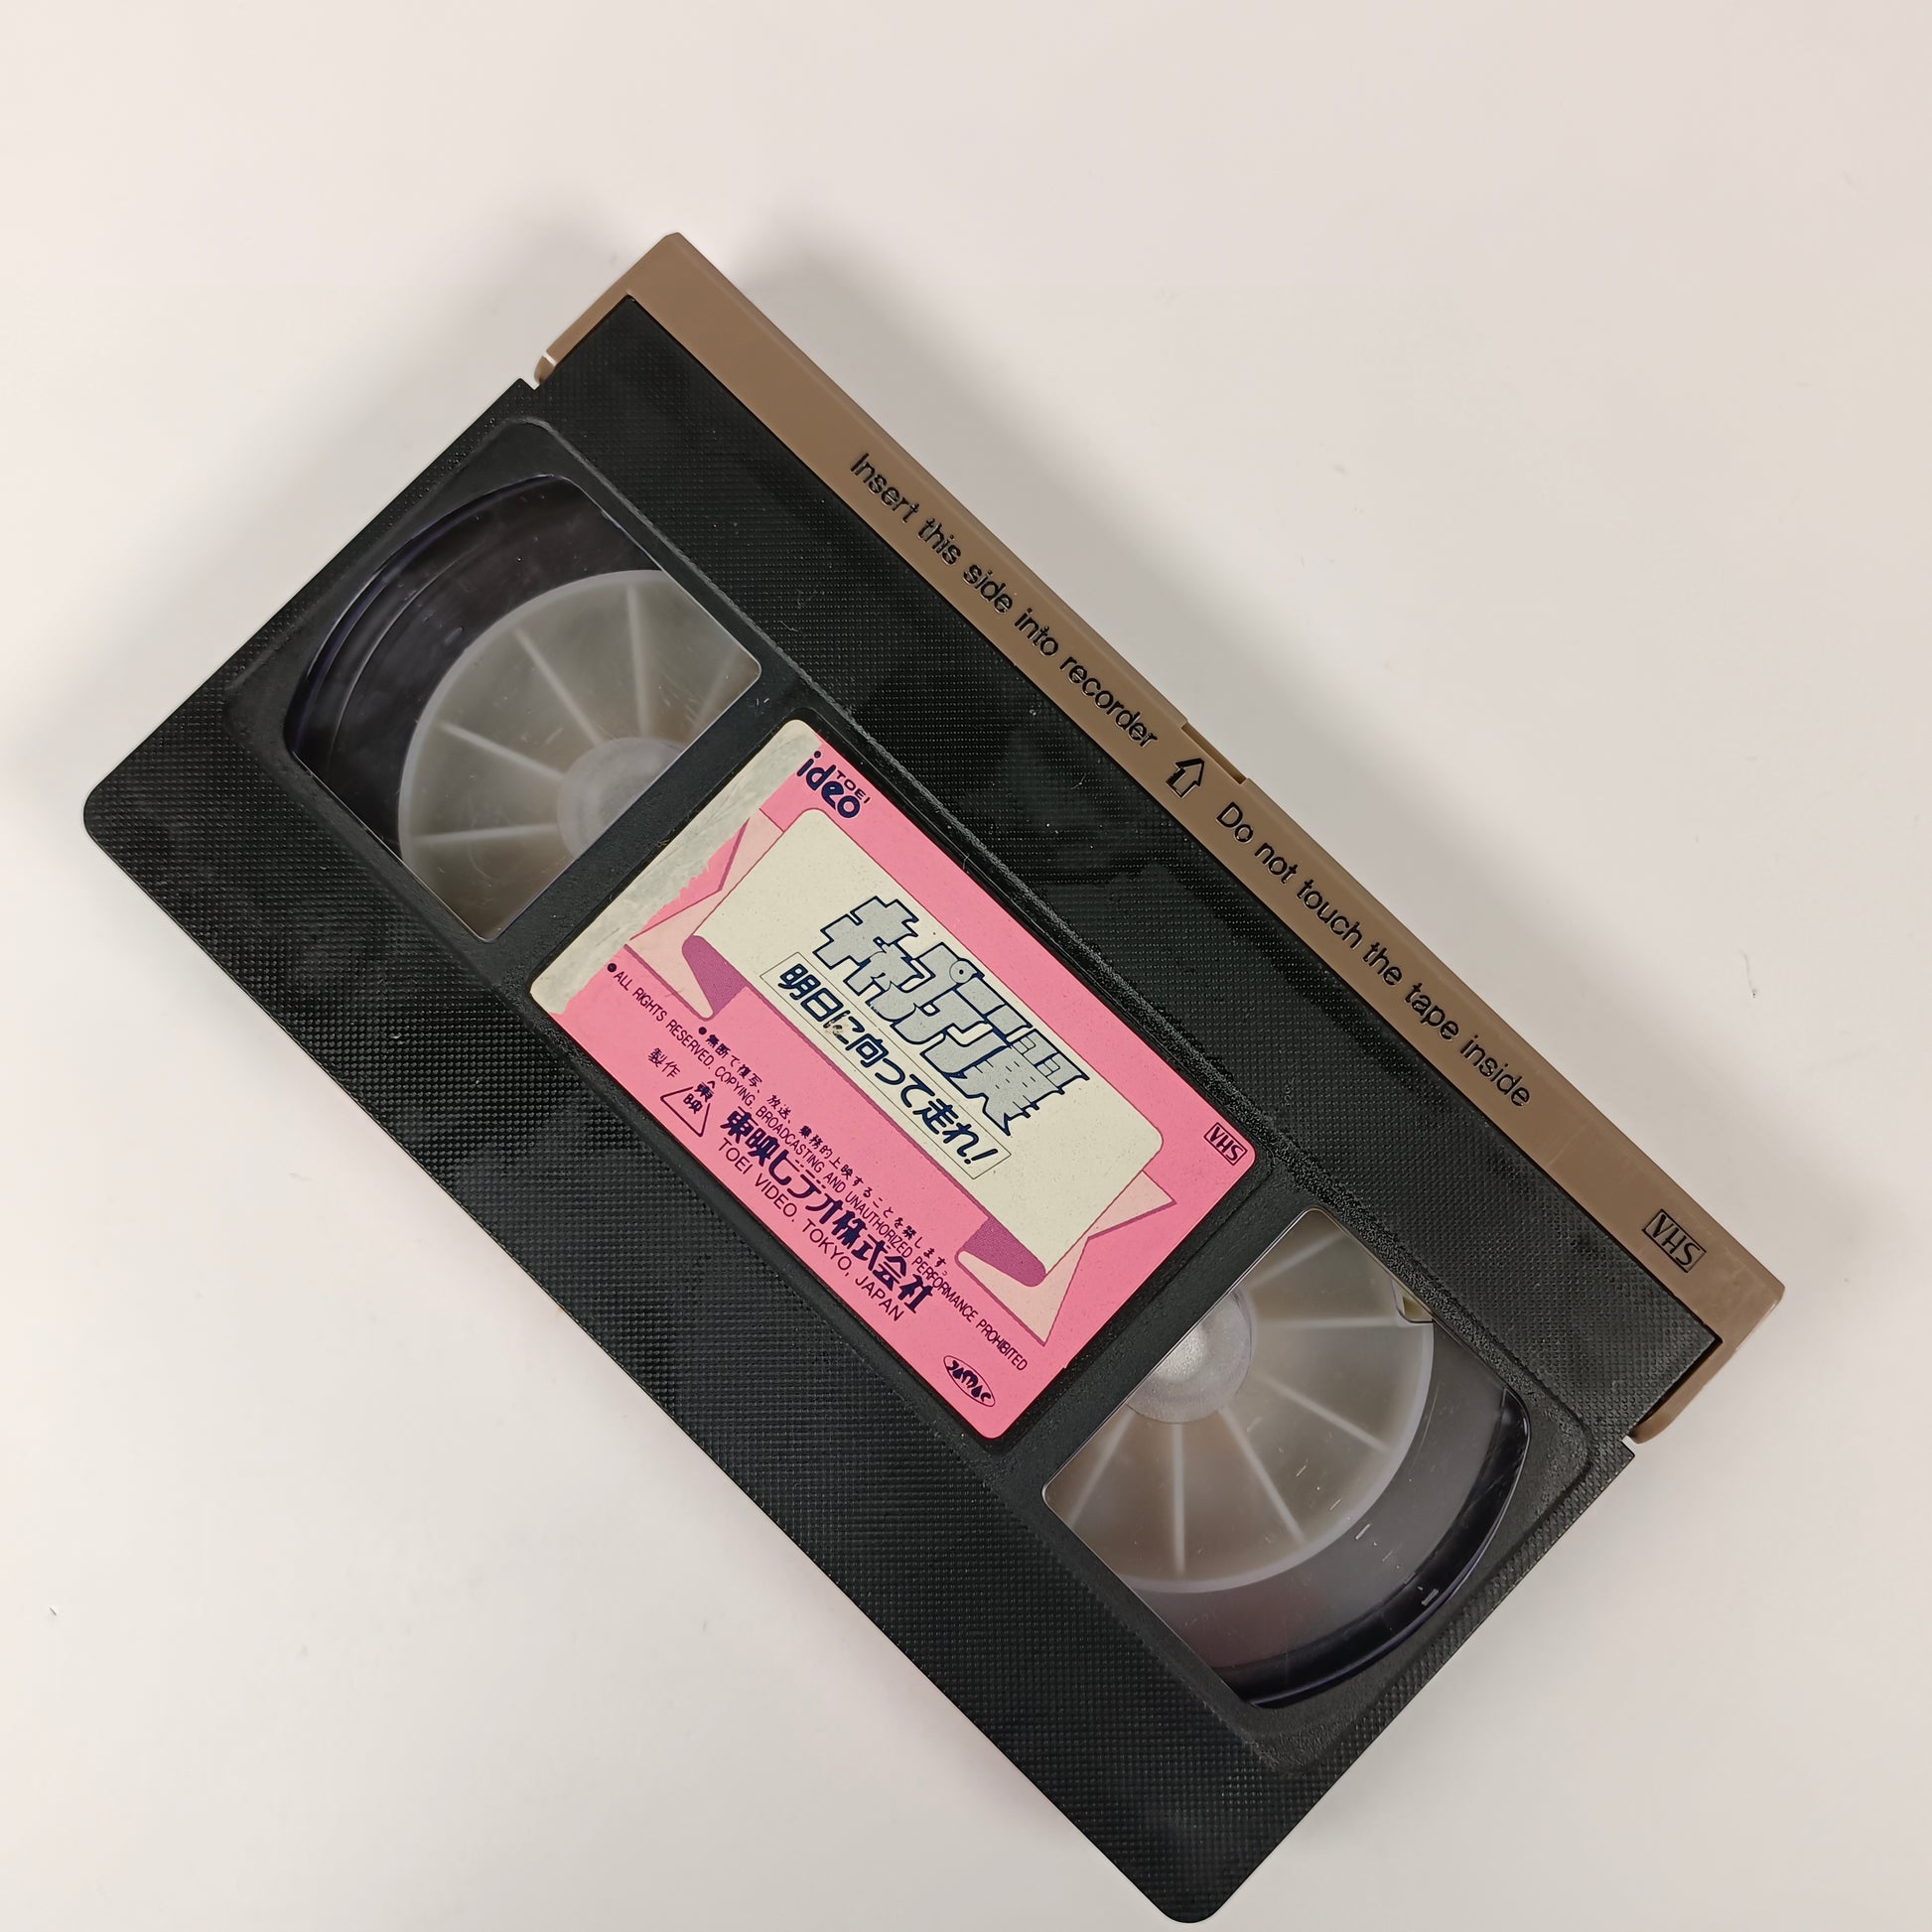 Insert this side into recorder ⇧ Do not touch the tape inside
VHS
TOEI
ideo
キャプテン翼
明日に向って走れ!
VHS
●無断で複写、放送、業務的上映することを禁します。
●ALL RIGHTS RESERVED. COPYING, BROADCASTING AND UNAUTHORIZED PERFORMANCE PROHIBITED
製作 東映 東映ビデオ株式会社
TOEI VIDEO. TOKYO, JAPAN